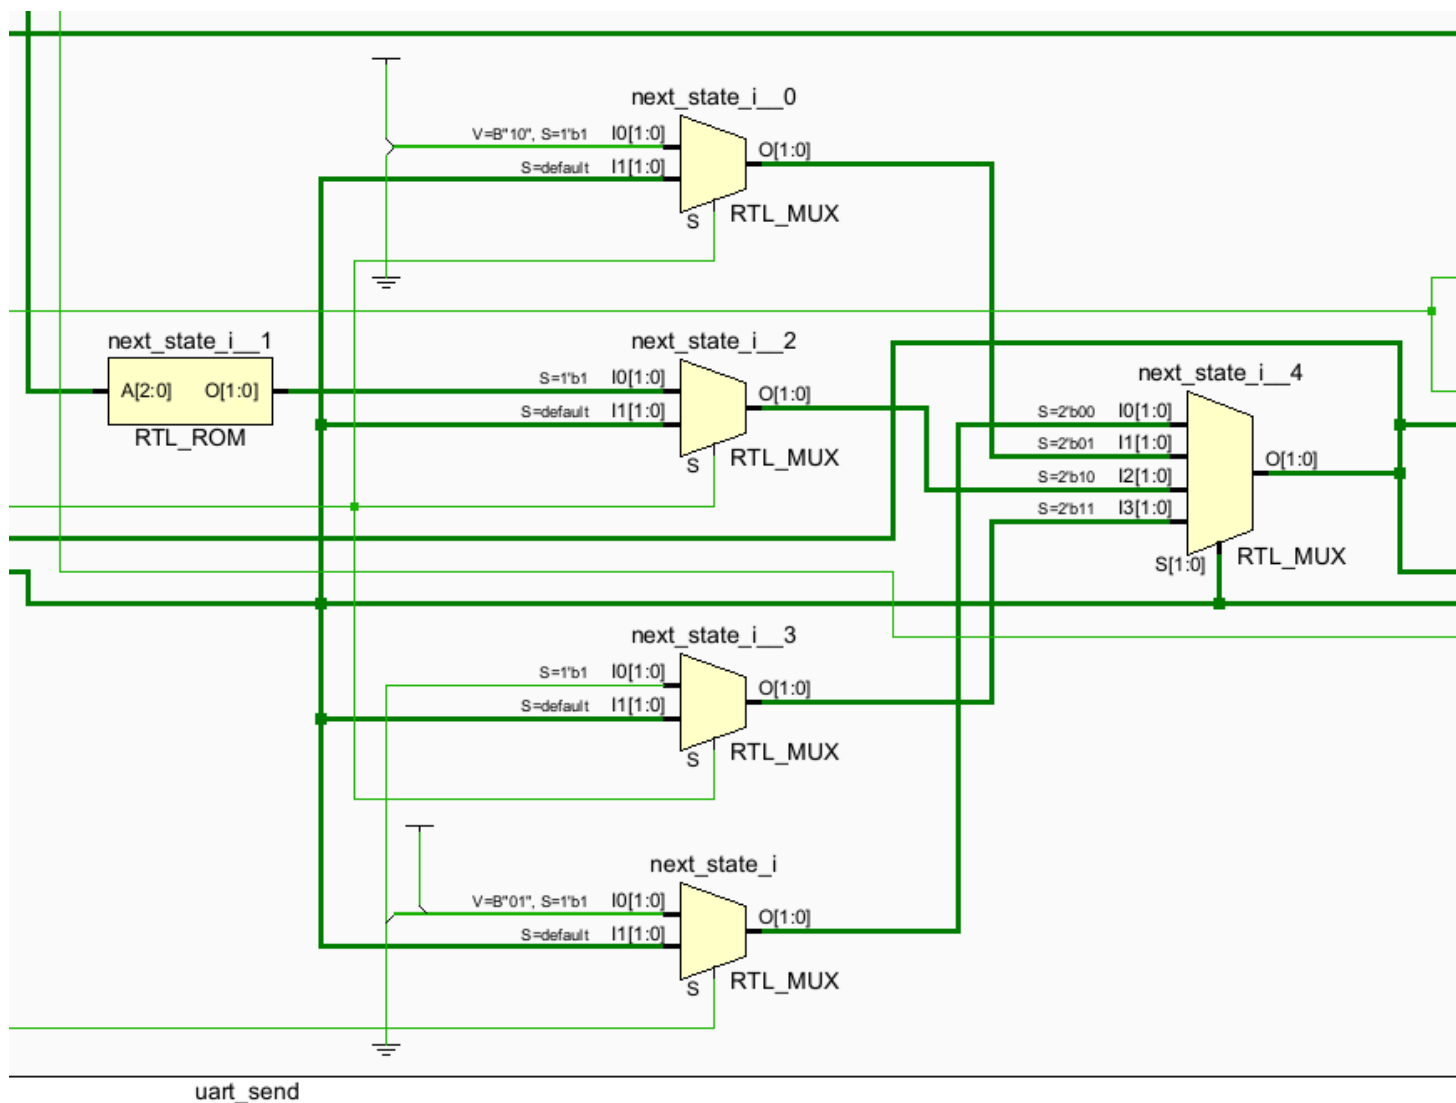 next_state_i__0
V=B"10", S=1'b1 I0[1:0]
S=default I1[1:0]
O[1:0]
S
RTL_MUX
next_state_i__1
A[2:0] O[1:0]
RTL_ROM
next_state_i__2
S=1'b1 I0[1:0]
S=default I1[1:0]
O[1:0]
S
RTL_MUX
next_state_i__4
S=2'b00 I0[1:0]
S=2'b01 I1[1:0]
S=2'b10 I2[1:0]
S=2'b11 I3[1:0]
O[1:0]
S[1:0]
RTL_MUX
next_state_i__3
S=1'b1 I0[1:0]
S=default I1[1:0]
O[1:0]
S
RTL_MUX
next_state_i
V=B"01", S=1'b1 I0[1:0]
S=default I1[1:0]
O[1:0]
S
RTL_MUX
uart_send